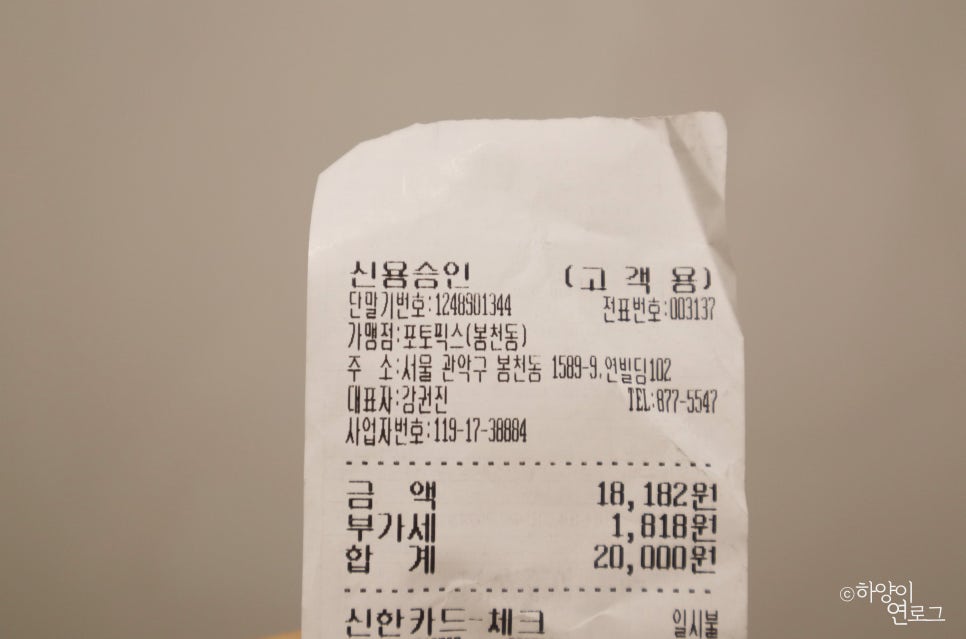 신용승인 (고객용)
단말기번호:1248901344 전표번호:003137
가맹점:포토픽스(봉천동)
주 소:서울 관악구 봉천동 1589-9,연빌딩102
대표자:감권진 TEL:877-5547
사업자번호:119-17-38884
금 액 18,182원
부가세 1,818원
합 계 20,000원
신한카드-체크 일시불
©하양이
연로그